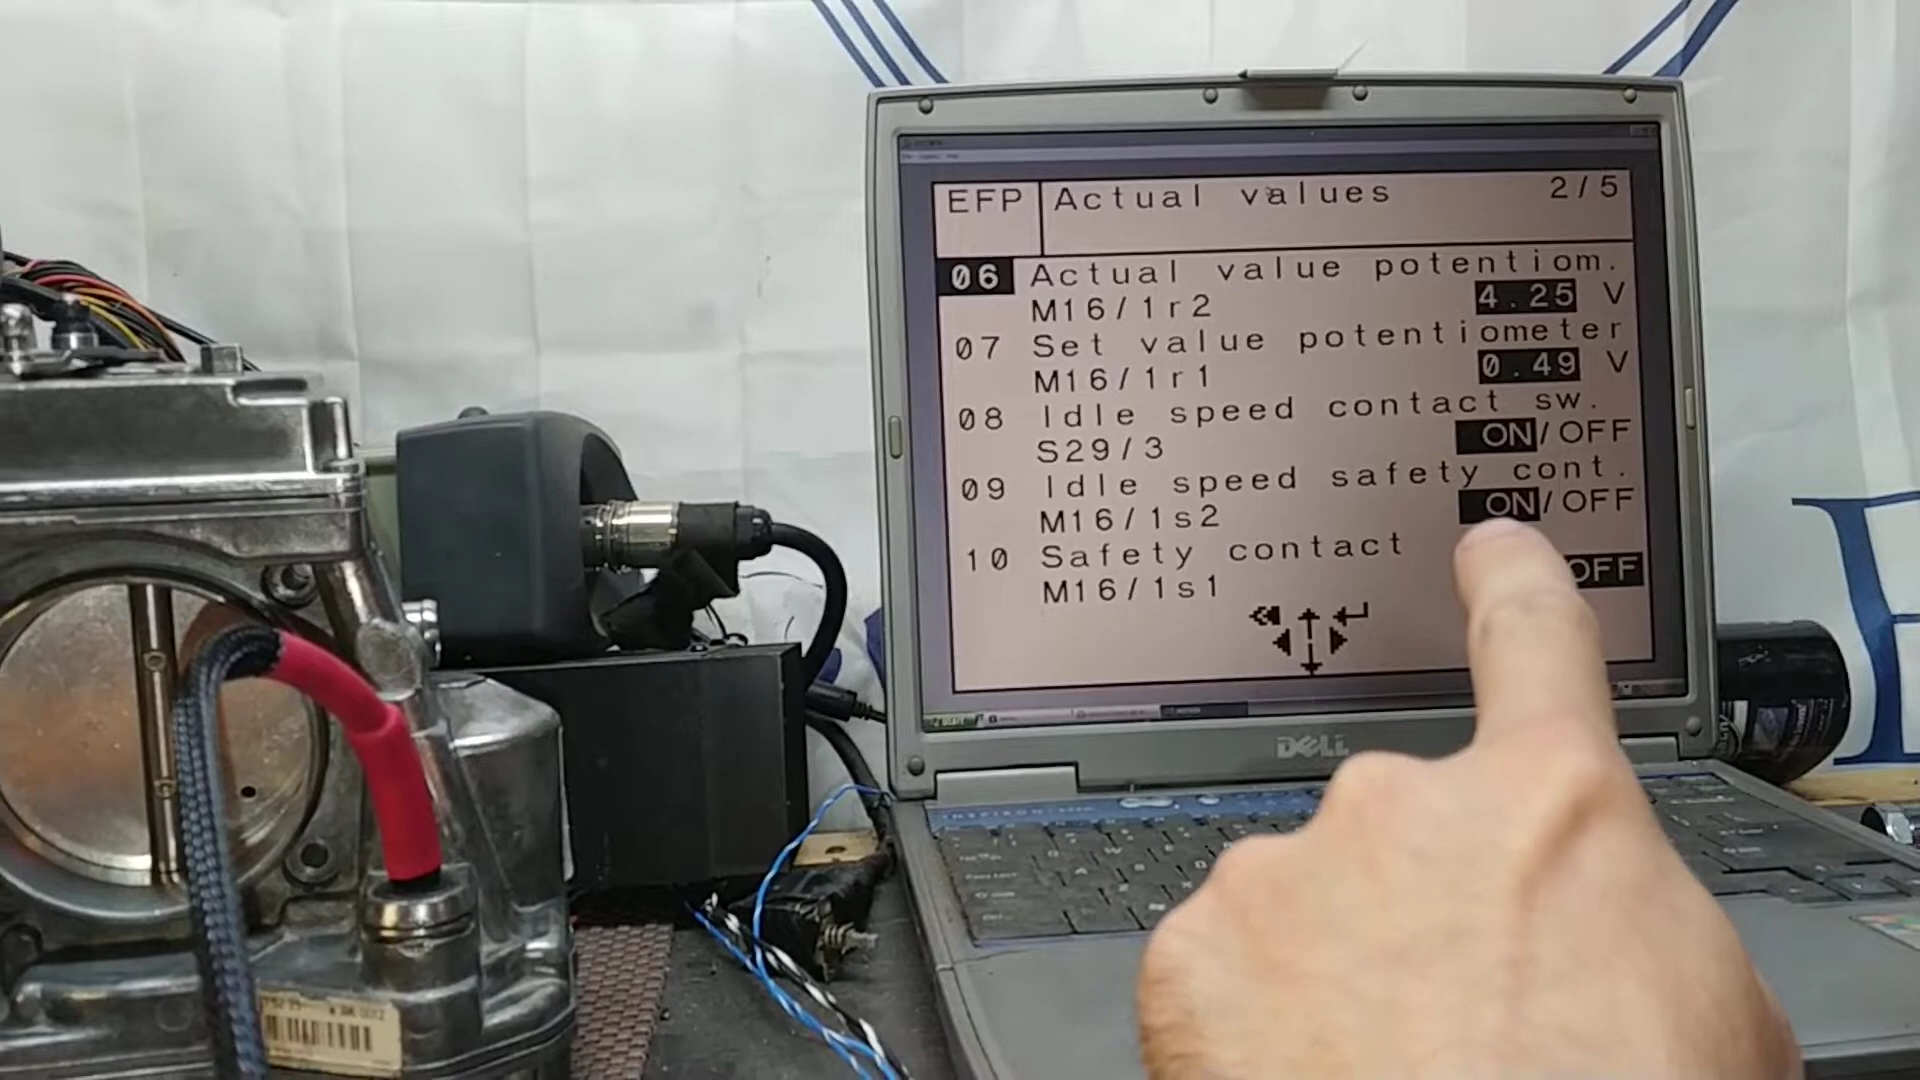 EFP Actual values 2/5
06 Actual value potentiom.
M16/1r2 4.25 V
07 Set value potentiometer
M16/1r1 0.49 V
08 Idle speed contact sw.
S29/3 ON/OFF
09 Idle speed safety cont.
M16/1s2 ON/OFF
10 Safety contact
M16/1s1 OFF
DELL
INSPIRON